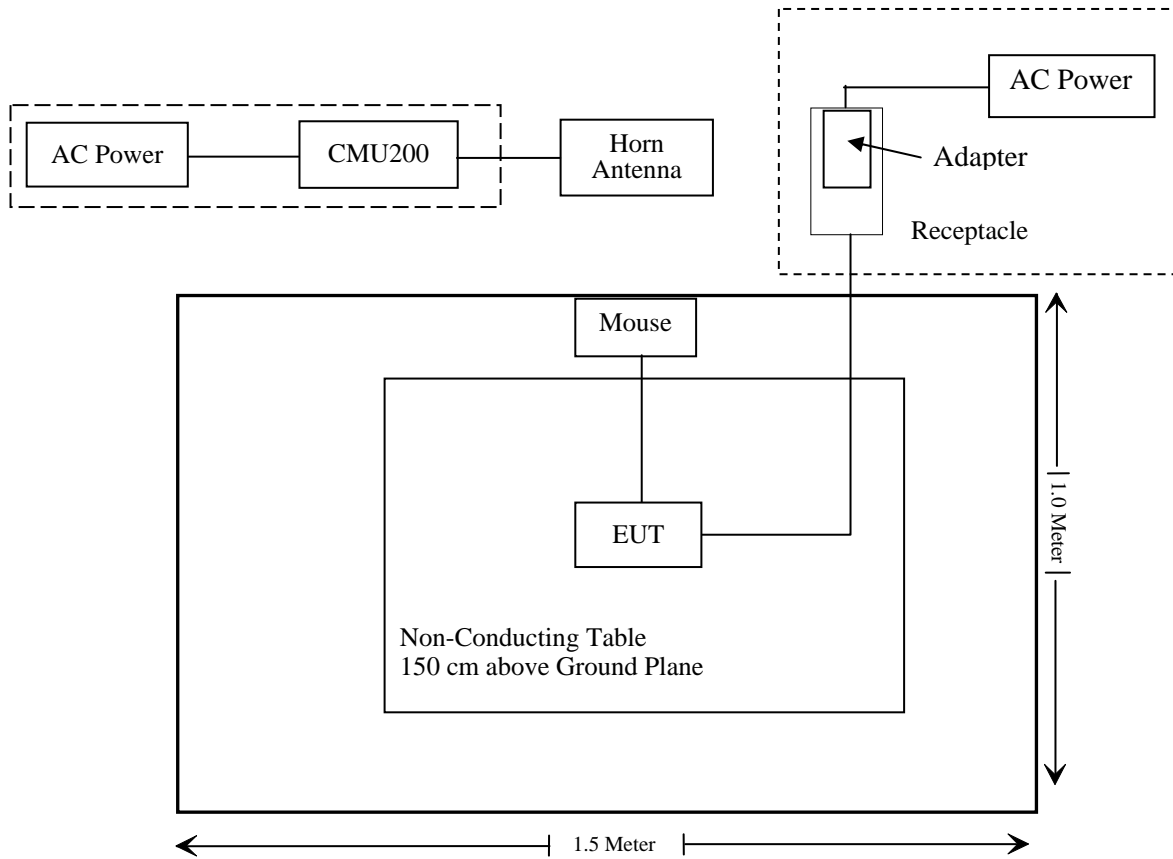 AC Power
AC Power
CMU200
Horn
Antenna
Adapter
Receptacle
Mouse
EUT
1.0 Meter
Non-Conducting Table
150 cm above Ground Plane
1.5 Meter